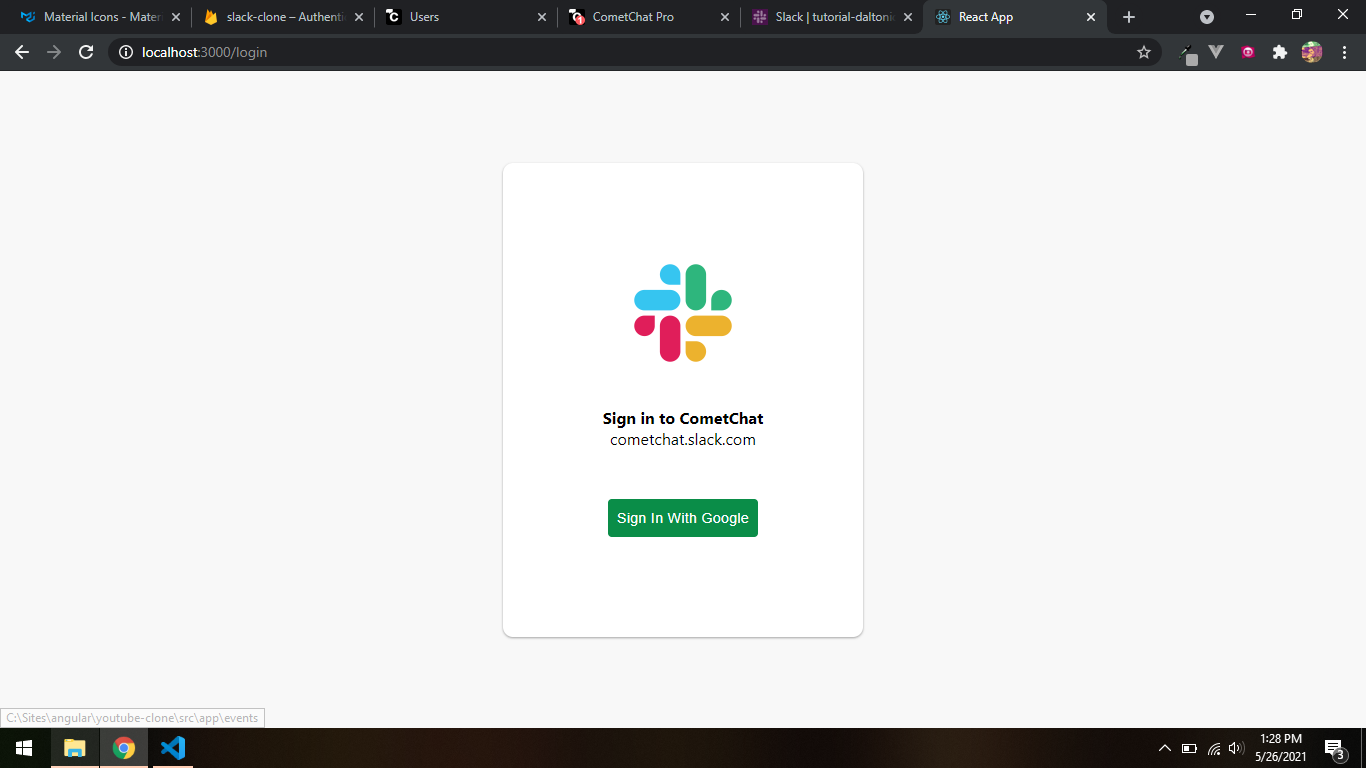 Material Icons - Mater
slack-clone – Authenti
Users
CometChat Pro
Slack | tutorial-daltonic
React App
localhost:3000/login
Sign in to CometChat
cometchat.slack.com
Sign In With Google
C:\Sites\angular\youtube-clone\src\app\events
1:28 PM
5/26/2021
3